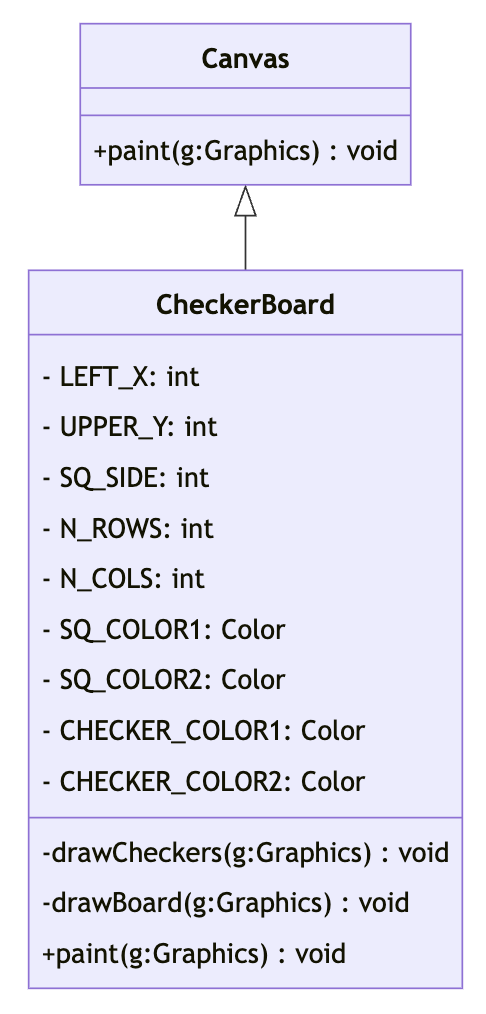 Canvas
+paint(g:Graphics) : void
CheckerBoard
- LEFT_X: int
- UPPER_Y: int
- SQ_SIDE: int
- N_ROWS: int
- N_COLS: int
- SQ_COLOR1: Color
- SQ_COLOR2: Color
- CHECKER_COLOR1: Color
- CHECKER_COLOR2: Color
-drawCheckers(g:Graphics) : void
-drawBoard(g:Graphics) : void
+paint(g:Graphics) : void